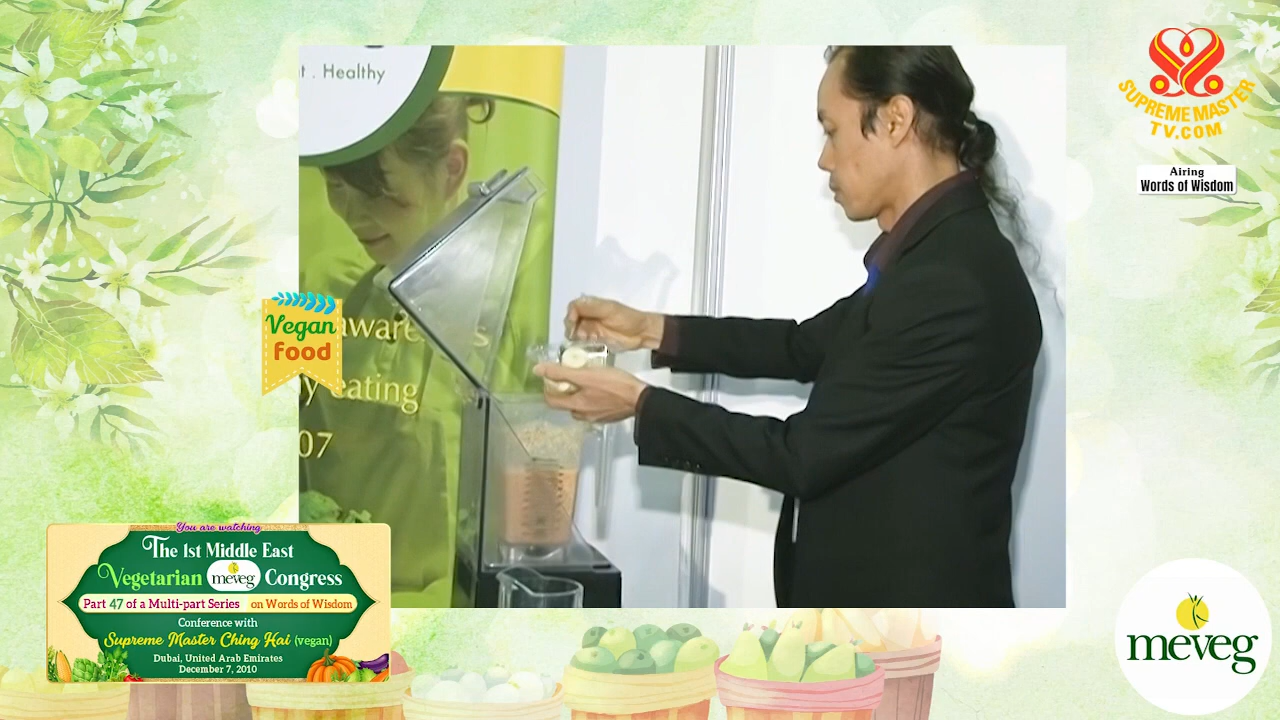 SUPREME MASTER
TV.COM
Airing
Words of Wisdom
t . Healthy
Vegan
Food
aware
s
y eating
07
You are watching
The 1st Middle East
Vegetarian meveg Congress
Part 47 of a Multi-part Series on Words of Wisdom
Conference with
Supreme Master Ching Hai (vegan)
Dubai, United Arab Emirates
December 7, 2010
meveg